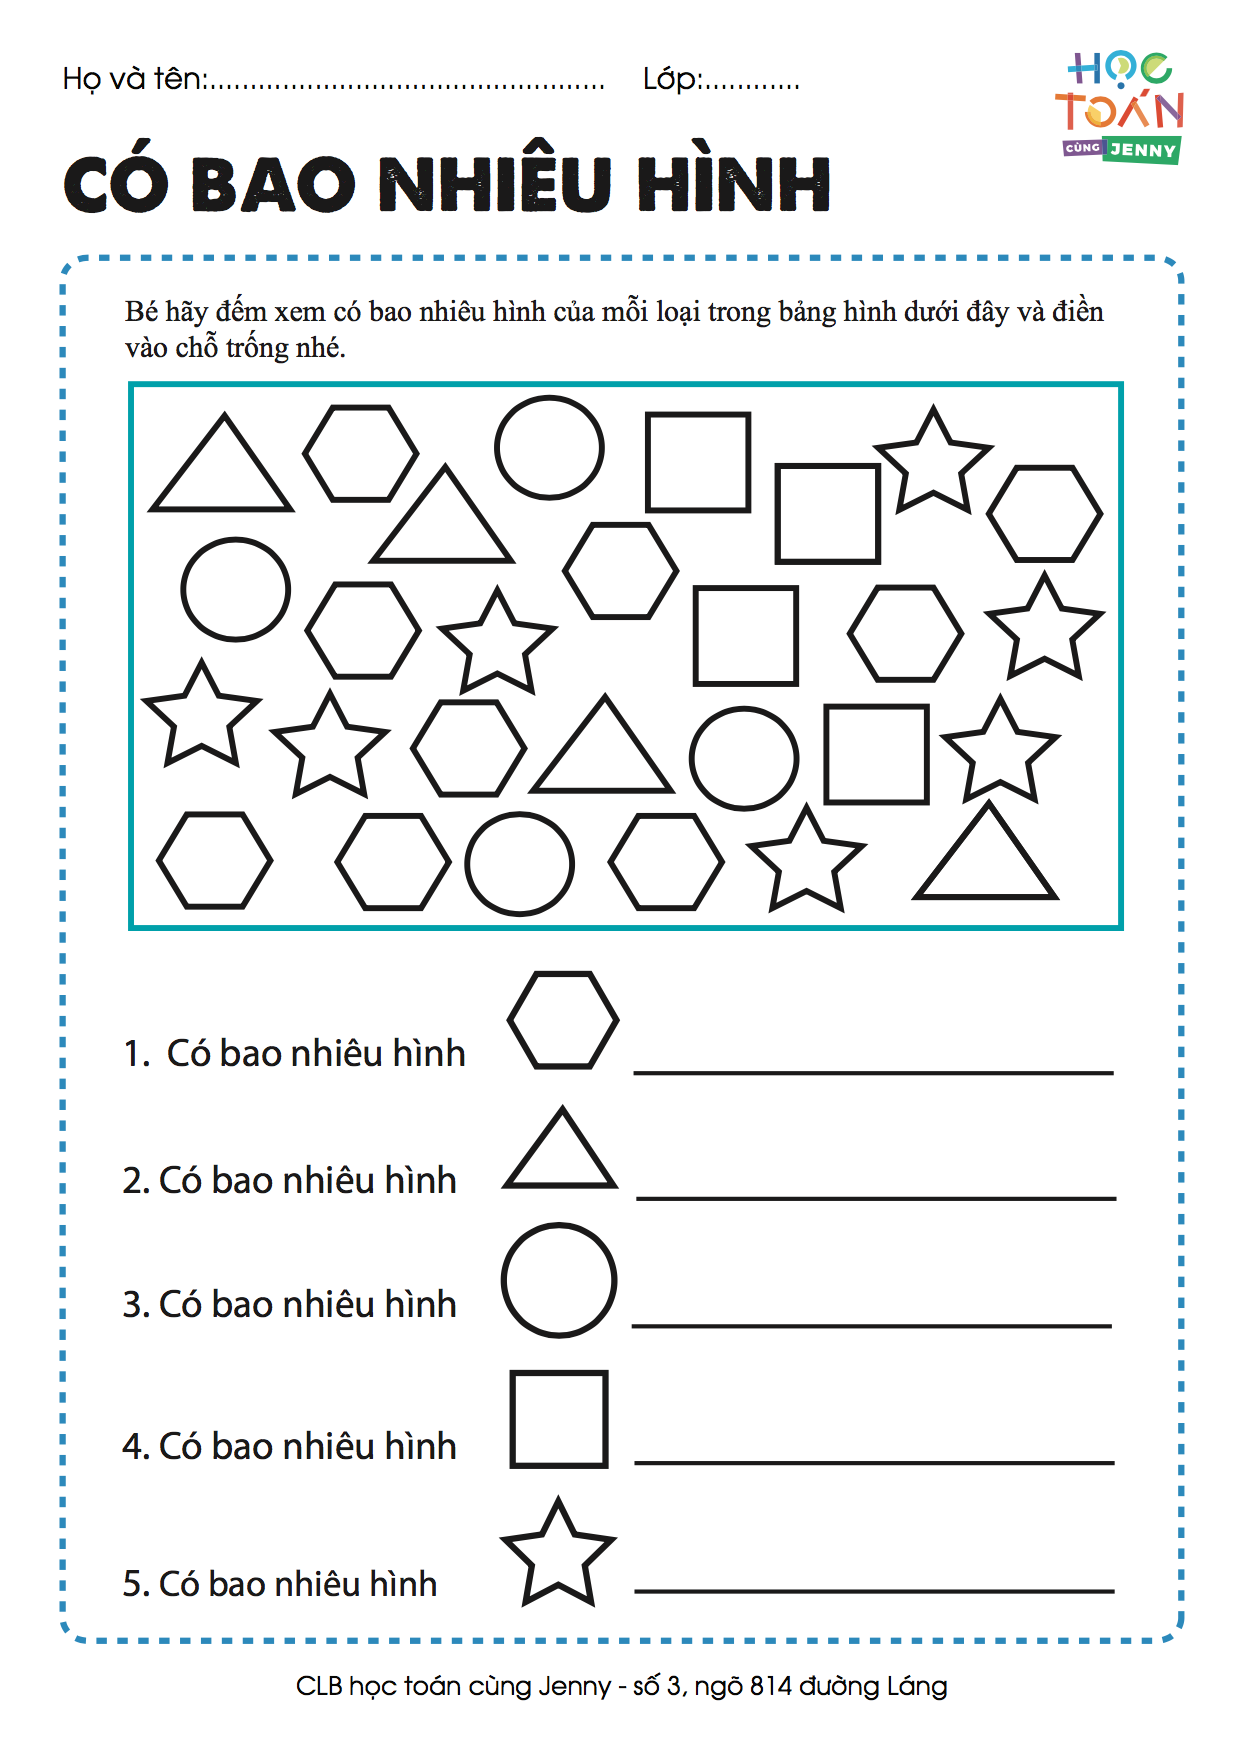 Họ và tên:................................................ Lớp:............
HỌC
TOÁN
CÙNG JENNY
CÓ BAO NHIÊU HÌNH
Bé hãy đếm xem có bao nhiêu hình của mỗi loại trong bảng hình dưới đây và điền
vào chỗ trống nhé.
1. Có bao nhiêu hình
2. Có bao nhiêu hình
3. Có bao nhiêu hình
4. Có bao nhiêu hình
5. Có bao nhiêu hình
CLB học toán cùng Jenny - số 3, ngõ 814 đường Láng